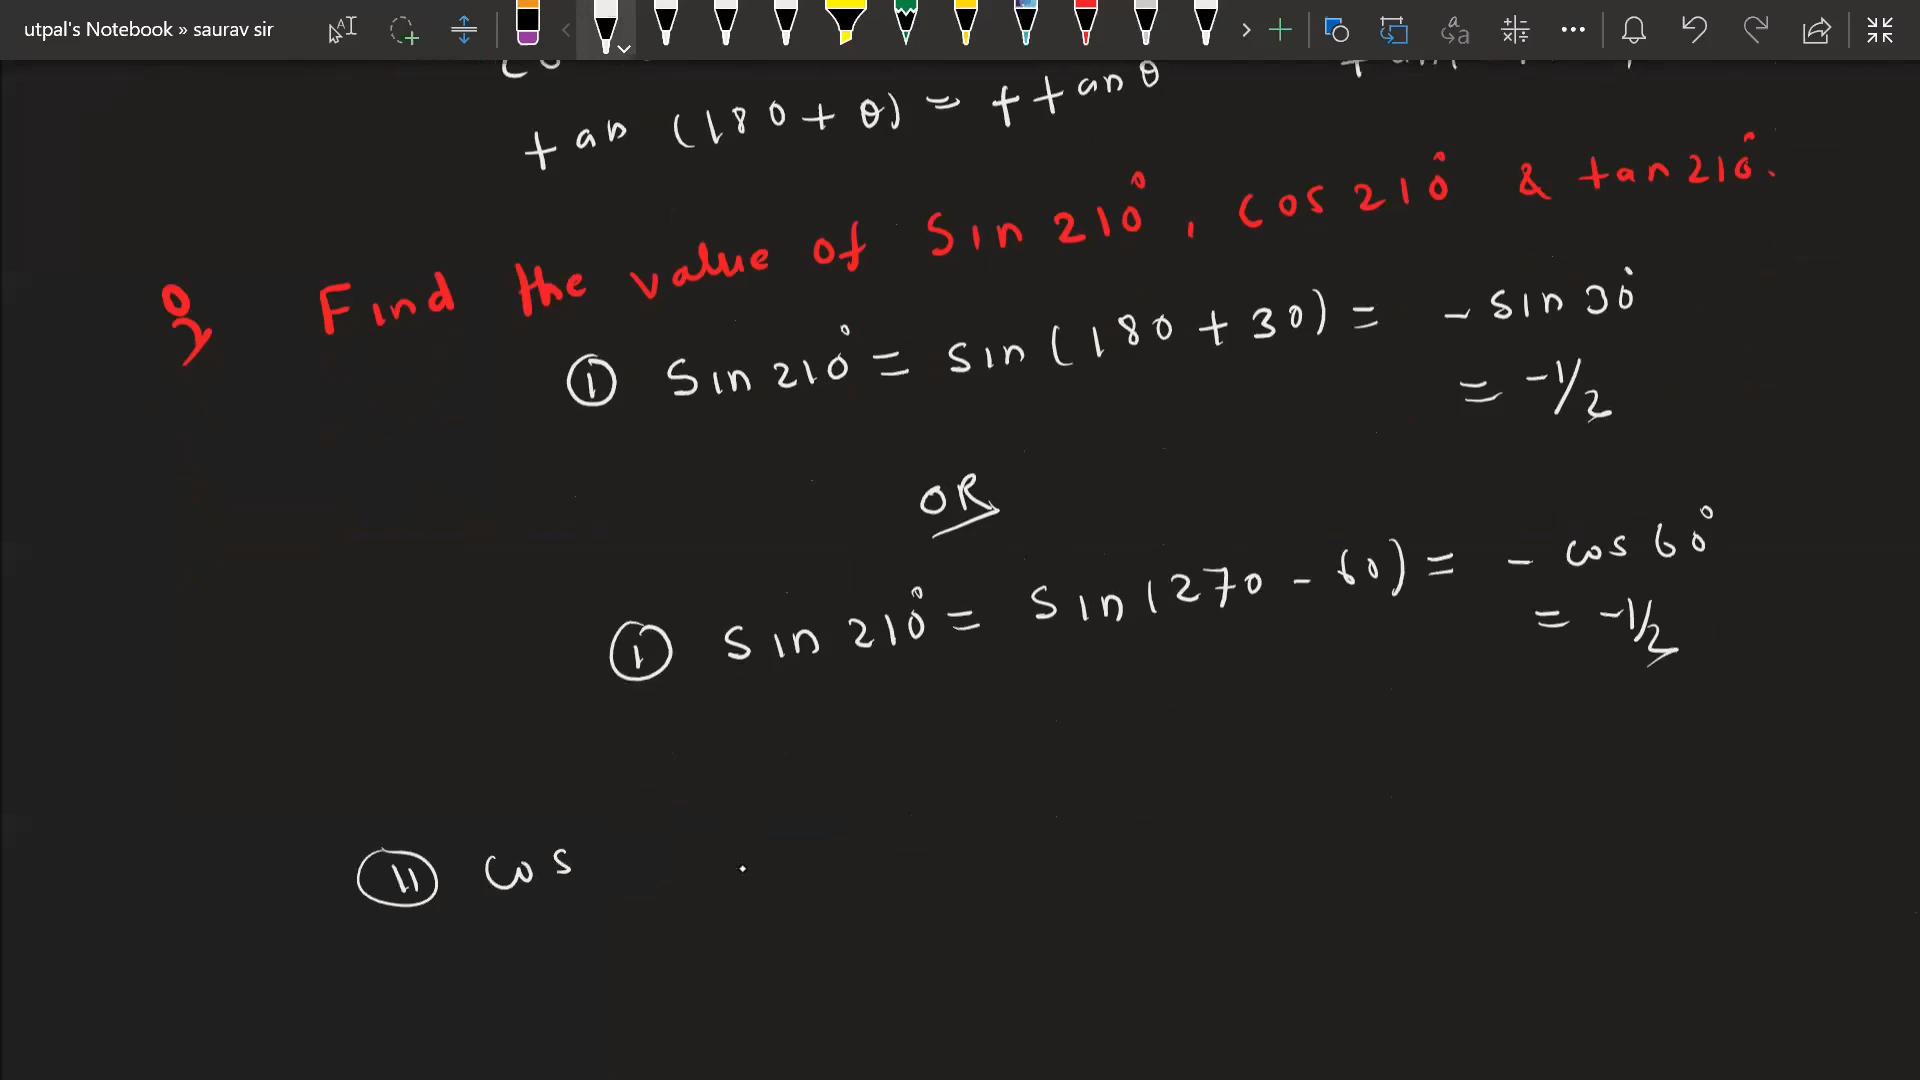 utpal's Notebook » saurav sir
tan (180 + θ) = + tan θ
Q Find the value of Sin 210°, cos 210° & tan 210°.
① Sin 210° = sin (180 + 30) = - sin 30°
= -1/2
OR
① Sin 210° = sin (270 - 60) = - cos 60°
= -1/2
⑪ cos